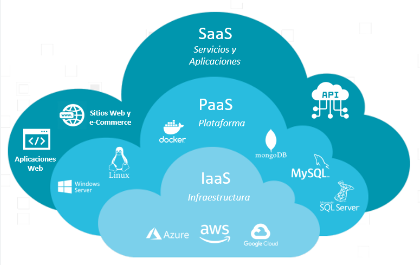 SaaS
Servicios y
Aplicaciones
API
Sitios Web y
e-Commerce
Aplicaciones
Web
PaaS
Plataforma
docker
mongoDB
Linux
MySQL
Windows
Server
SQL Server
IaaS
Infraestructura
Azure
aws
Google Cloud